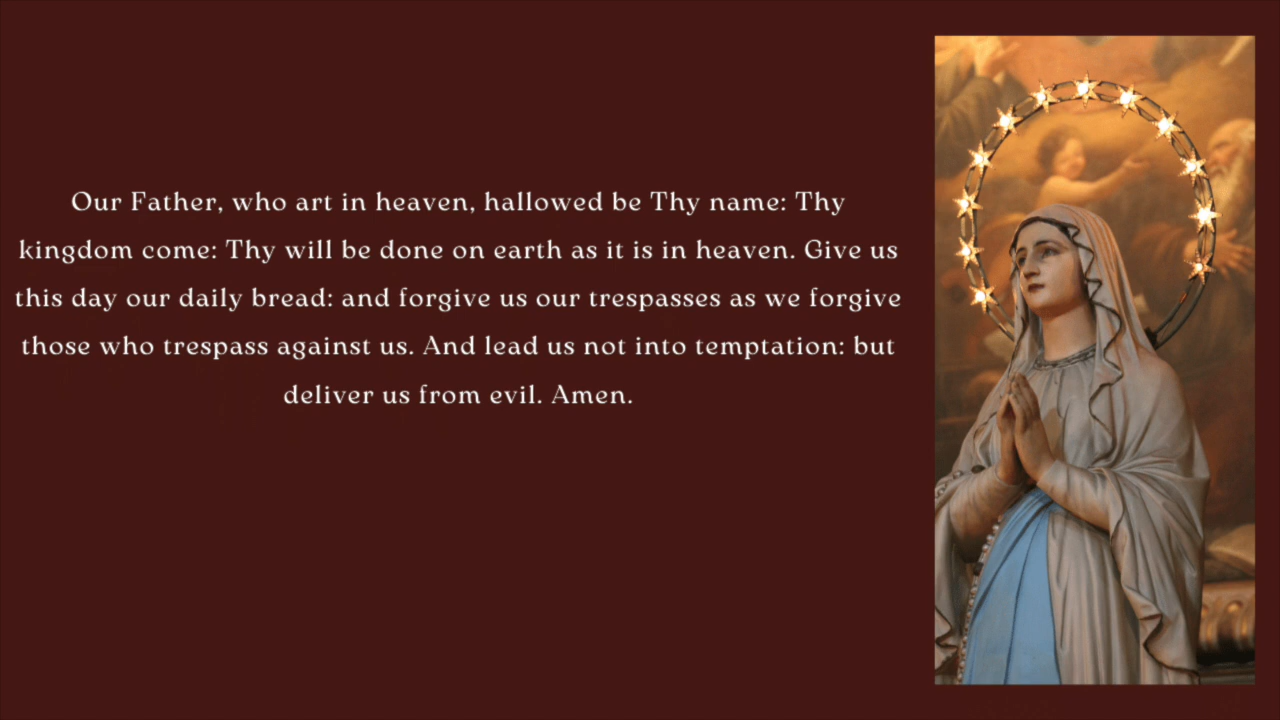 Our Father, who art in heaven, hallowed be Thy name: Thy
kingdom come: Thy will be done on earth as it is in heaven. Give us
this day our daily bread: and forgive us our trespasses as we forgive
those who trespass against us. And lead us not into temptation: but
deliver us from evil. Amen.